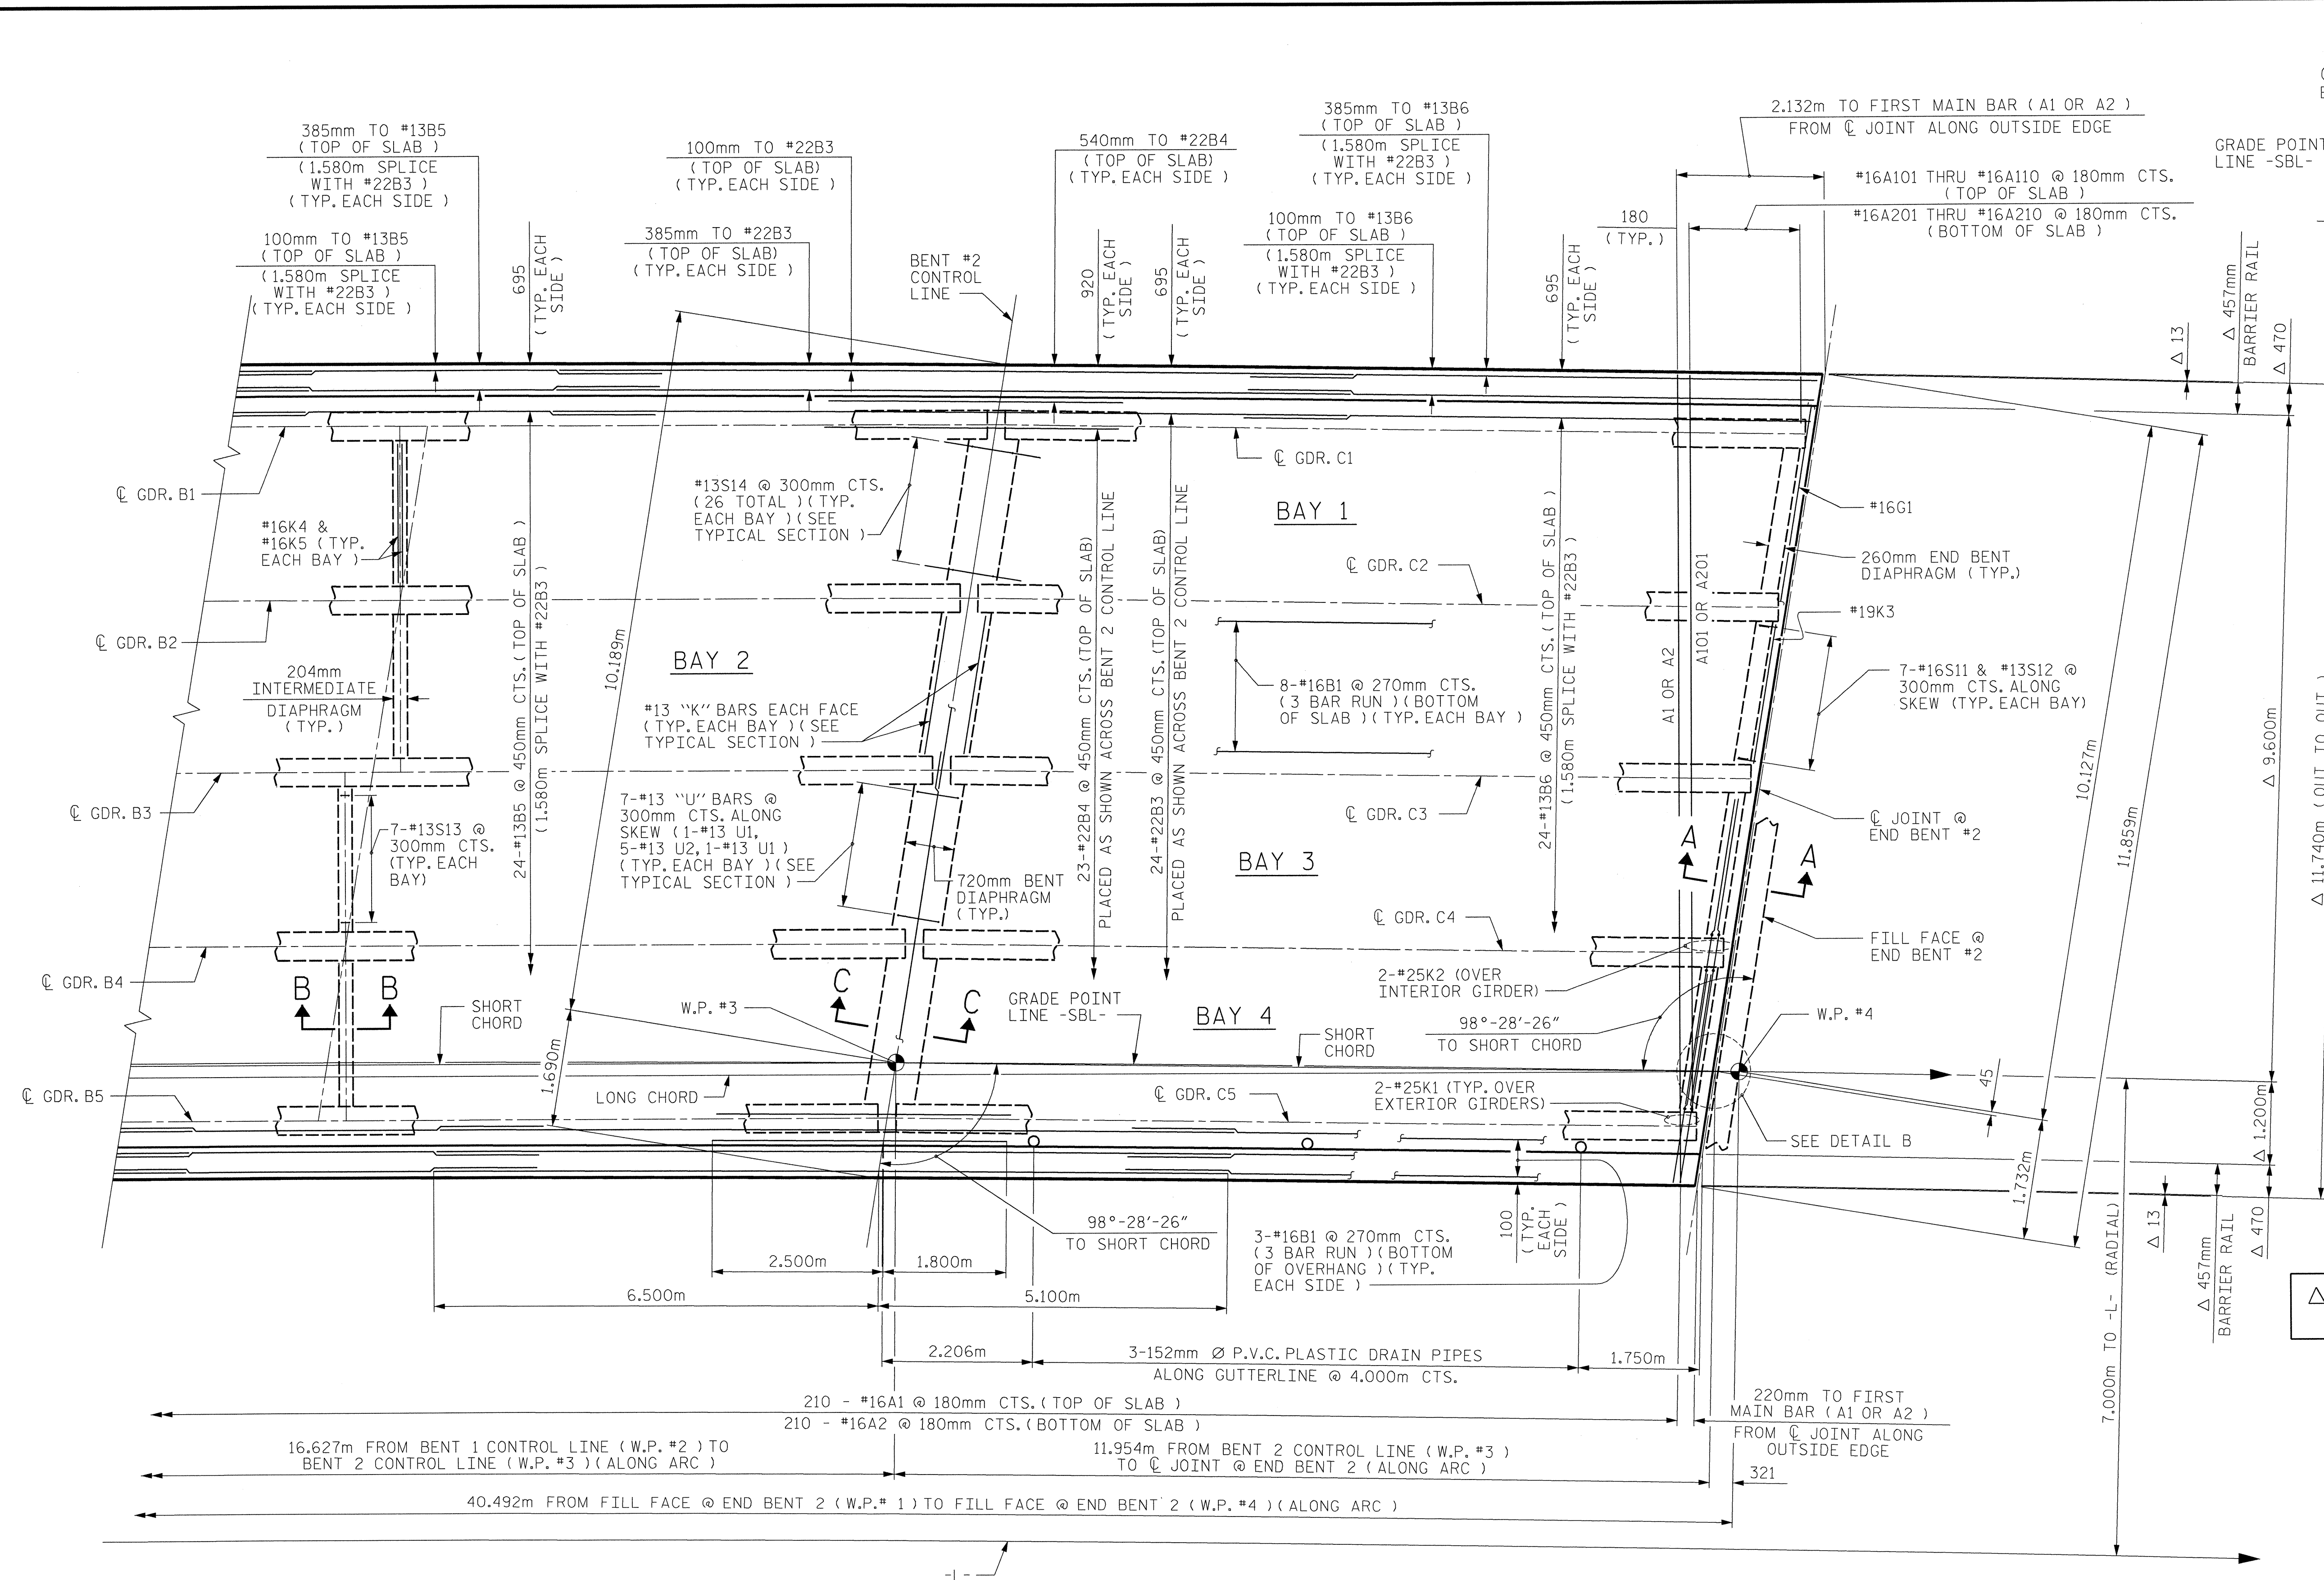 385mm TO #13B5
(TOP OF SLAB )
(1.580m SPLICE
WITH #22B3 )
(TYP. EACH SIDE )
100mm TO #13B5
(TOP OF SLAB )
(1.580m SPLICE
WITH #22B3 )
(TYP. EACH SIDE )
695
(TYP. EACH
SIDE )
100mm TO #22B3
(TOP OF SLAB)
(TYP. EACH SIDE )
385mm TO #22B3
(TOP OF SLAB)
(TYP. EACH SIDE )
BENT #2
CONTROL
LINE
540mm TO #22B4
(TOP OF SLAB)
(TYP. EACH SIDE )
920
(TYP. EACH
SIDE )
695
(TYP. EACH
SIDE )
385mm TO #13B6
(TOP OF SLAB )
(1.580m SPLICE
WITH #22B3 )
(TYP. EACH SIDE )
100mm TO #13B6
(TOP OF SLAB )
(1.580m SPLICE
WITH #22B3 )
(TYP. EACH SIDE )
695
(TYP. EACH
SIDE )
180
(TYP.)
2.132m TO FIRST MAIN BAR (A1 OR A2 )
FROM ℄ JOINT ALONG OUTSIDE EDGE
#16A101 THRU #16A110 @ 180mm CTS.
(TOP OF SLAB )
#16A201 THRU #16A210 @ 180mm CTS.
(BOTTOM OF SLAB )
GRADE POINT
LINE -SBL-
△ 13
△ 457mm
BARRIER RAIL
△ 470
℄ GDR. B1
#16K4 &
#16K5 (TYP.
EACH BAY )
℄ GDR. B2
204mm
INTERMEDIATE
DIAPHRAGM
(TYP.)
℄ GDR. B3
7-#13S13 @
300mm CTS.
(TYP. EACH
BAY)
℄ GDR. B4
B
B
SHORT
CHORD
℄ GDR. B5
24-#13B5 @ 450mm CTS. (TOP OF SLAB )
(1.580m SPLICE WITH #22B3 )
10.189m
1.690m
#13S14 @ 300mm CTS.
(26 TOTAL )(TYP.
EACH BAY )(SEE
TYPICAL SECTION )
BAY 2
#13 "K" BARS EACH FACE
(TYP. EACH BAY )(SEE
TYPICAL SECTION )
7-#13 "U" BARS @
300mm CTS. ALONG
SKEW (1-#13 U1,
5-#13 U2, 1-#13 U1 )
(TYP. EACH BAY )(SEE
TYPICAL SECTION )
720mm BENT
DIAPHRAGM
(TYP.)
W.P. #3
C
C
LONG CHORD
GRADE POINT
LINE -SBL-
23-#22B4 @ 450mm CTS. (TOP OF SLAB)
PLACED AS SHOWN ACROSS BENT 2 CONTROL LINE
24-#22B3 @ 450mm CTS. (TOP OF SLAB)
PLACED AS SHOWN ACROSS BENT 2 CONTROL LINE
℄ GDR. C1
BAY 1
℄ GDR. C2
8-#16B1 @ 270mm CTS.
(3 BAR RUN )(BOTTOM
OF SLAB )(TYP. EACH BAY )
℄ GDR. C3
BAY 3
℄ GDR. C4
2-#25K2 (OVER
INTERIOR GIRDER)
BAY 4
SHORT
CHORD
98°-28'-26"
TO SHORT CHORD
2-#25K1 (TYP. OVER
EXTERIOR GIRDERS)
℄ GDR. C5
24-#13B6 @ 450mm CTS. (TOP OF SLAB )
(1.580m SPLICE WITH #22B3 )
A1 OR A2
A101 OR A201
#16G1
260mm END BENT
DIAPHRAGM (TYP.)
#19K3
7-#16S11 & #13S12 @
300mm CTS. ALONG
SKEW (TYP. EACH BAY)
℄ JOINT @
END BENT #2
A
A
FILL FACE @
END BENT #2
W.P. #4
SEE DETAIL B
45
10.127m
11.859m
1.732m
△ 9.600m
△ 11.740m (OUT TO OUT )
△ 1.200m
△ 13
△ 457mm
BARRIER RAIL
△ 470
△
7.000m TO -L- (RADIAL)
98°-28'-26"
TO SHORT CHORD
3-#16B1 @ 270mm CTS.
(3 BAR RUN )(BOTTOM
OF OVERHANG )(TYP.
EACH SIDE )
100
(TYP.
EACH
SIDE )
2.500m
1.800m
6.500m
5.100m
2.206m
3-152mm Ø P.V.C. PLASTIC DRAIN PIPES
ALONG GUTTERLINE @ 4.000m CTS.
1.750m
210 - #16A1 @ 180mm CTS. (TOP OF SLAB )
210 - #16A2 @ 180mm CTS. (BOTTOM OF SLAB )
220mm TO FIRST
MAIN BAR (A1 OR A2 )
FROM ℄ JOINT ALONG
OUTSIDE EDGE
16.627m FROM BENT 1 CONTROL LINE (W.P. #2 ) TO
BENT 2 CONTROL LINE (W.P. #3 )(ALONG ARC )
11.954m FROM BENT 2 CONTROL LINE (W.P. #3 )
TO ℄ JOINT @ END BENT 2 (ALONG ARC )
321
40.492m FROM FILL FACE @ END BENT 2 (W.P.# 1) TO FILL FACE @ END BENT 2 (W.P. #4 )(ALONG ARC )
-L-